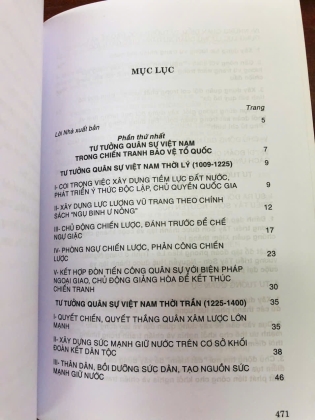 MỤC LỤC
Trang
Lời Nhà xuất bản 5
Phần thứ nhất
TƯ TƯỞNG QUÂN SỰ VIỆT NAM
TRONG CHIẾN TRANH BẢO VỆ TỔ QUỐC 7
TƯ TƯỞNG QUÂN SỰ VIỆT NAM THỜI LÝ (1009-1225) 9
I- COI TRỌNG VIỆC XÂY DỰNG TIỀM LỰC ĐẤT NƯỚC,
PHÁT TRIỂN Ý THỨC ĐỘC LẬP, CHỦ QUYỀN QUỐC GIA 9
II- XÂY DỰNG LỰC LƯỢNG VŨ TRANG THEO CHÍNH
SÁCH "NGỤ BINH Ư NÔNG" 12
III- CHỦ ĐỘNG CHIẾN LƯỢC, ĐÁNH TRƯỚC ĐỂ CHẾ
NGỰ GIẶC 17
IV- PHÒNG NGỰ CHIẾN LƯỢC, PHẢN CÔNG CHIẾN
LƯỢC 23
V- KẾT HỢP ĐÒN TIẾN CÔNG QUÂN SỰ VỚI BIỆN PHÁP
NGOẠI GIAO, CHỦ ĐỘNG GIẢNG HÒA ĐỂ KẾT THÚC
CHIẾN TRANH 30
TƯ TƯỞNG QUÂN SỰ VIỆT NAM THỜI TRẦN (1225-1400) 35
I- QUYẾT CHIẾN, QUYẾT THẮNG QUÂN XÂM LƯỢC LỚN
MẠNH 35
II- XÂY DỰNG SỨC MẠNH GIỮ NƯỚC TRÊN CƠ SỞ KHỐI
ĐOÀN KẾT DÂN TỘC 38
III- THÂN DÂN, BỒI DƯỠNG SỨC DÂN, TẠO NGUỒN SỨC
MẠNH GIỮ NƯỚC 46
471